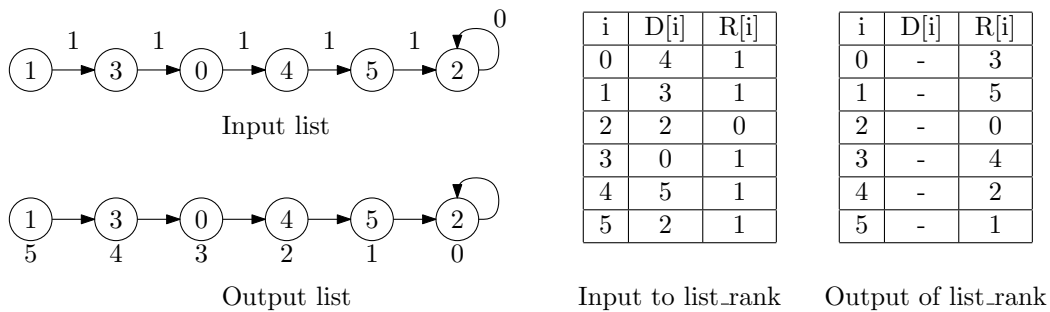 1 1 1 1 1 0
1 3 0 4 5 2
Input list
1 3 0 4 5 2
5 4 3 2 1 0
Output list
i D[i] R[i]
0 4 1
1 3 1
2 2 0
3 0 1
4 5 1
5 2 1
Input to list_rank
i D[i] R[i]
0 - 3
1 - 5
2 - 0
3 - 4
4 - 2
5 - 1
Output of list_rank